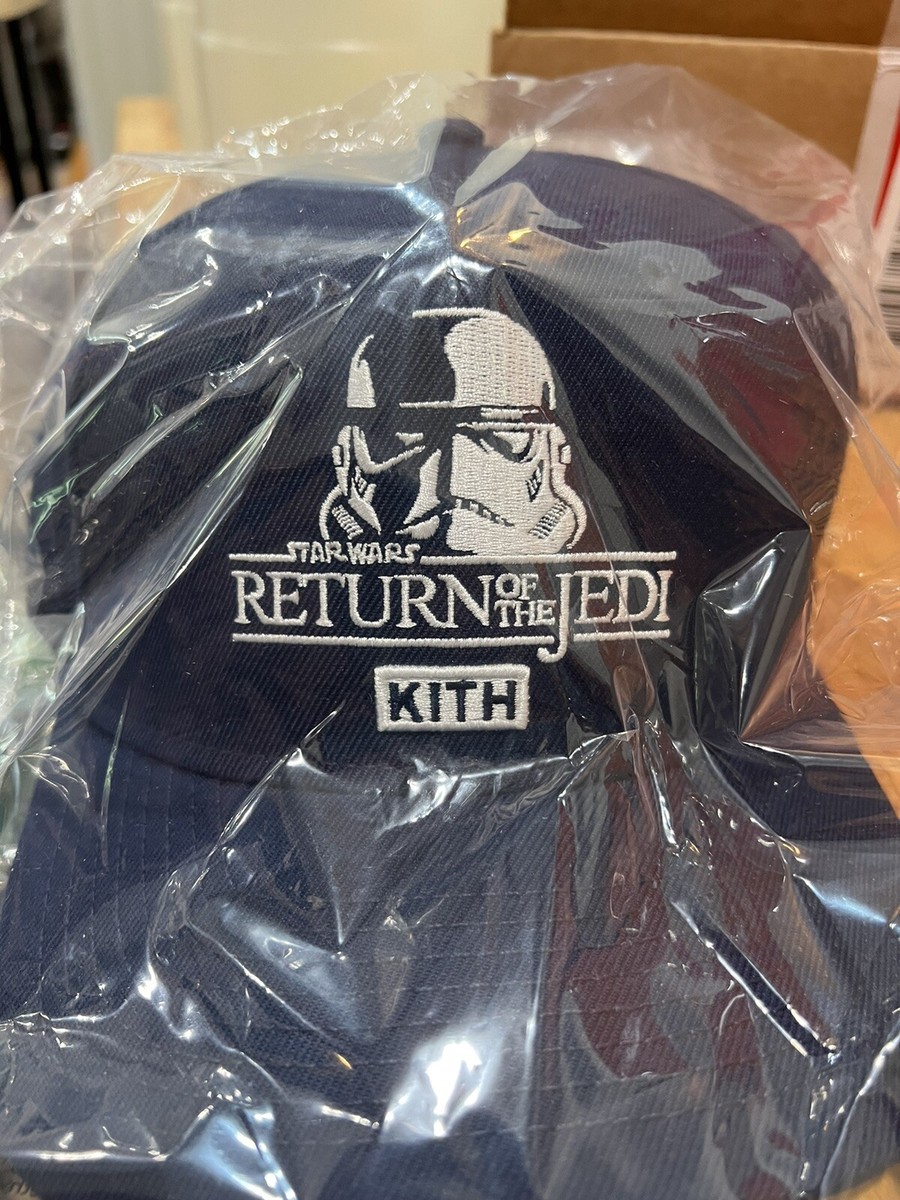 STAR WARS
RETURN OF THE JEDI
KITH